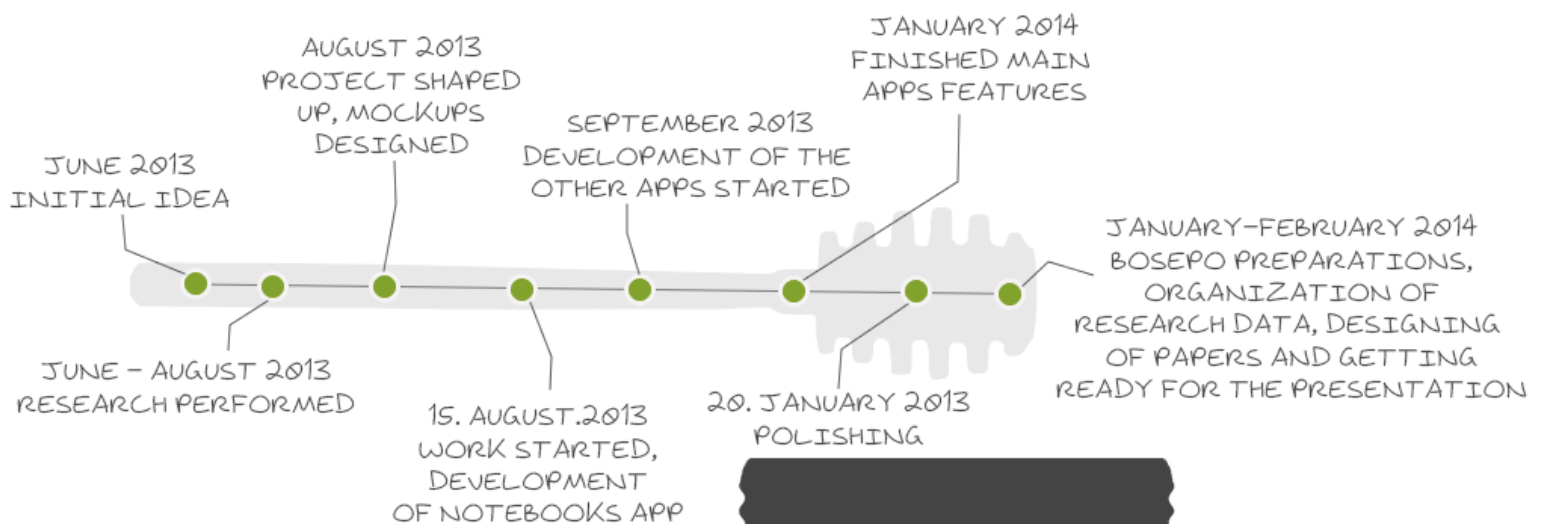 JUNE 2013
INITIAL IDEA
JUNE – AUGUST 2013
RESEARCH PERFORMED
AUGUST 2013
PROJECT SHAPED
UP, MOCKUPS
DESIGNED
15. AUGUST.2013
WORK STARTED,
DEVELOPMENT
OF NOTEBOOKS APP
SEPTEMBER 2013
DEVELOPMENT OF THE
OTHER APPS STARTED
JANUARY 2014
FINISHED MAIN
APPS FEATURES
20. JANUARY 2013
POLISHING
JANUARY–FEBRUARY 2014
BOSEPO PREPARATIONS,
ORGANIZATION OF
RESEARCH DATA, DESIGNING
OF PAPERS AND GETTING
READY FOR THE PRESENTATION